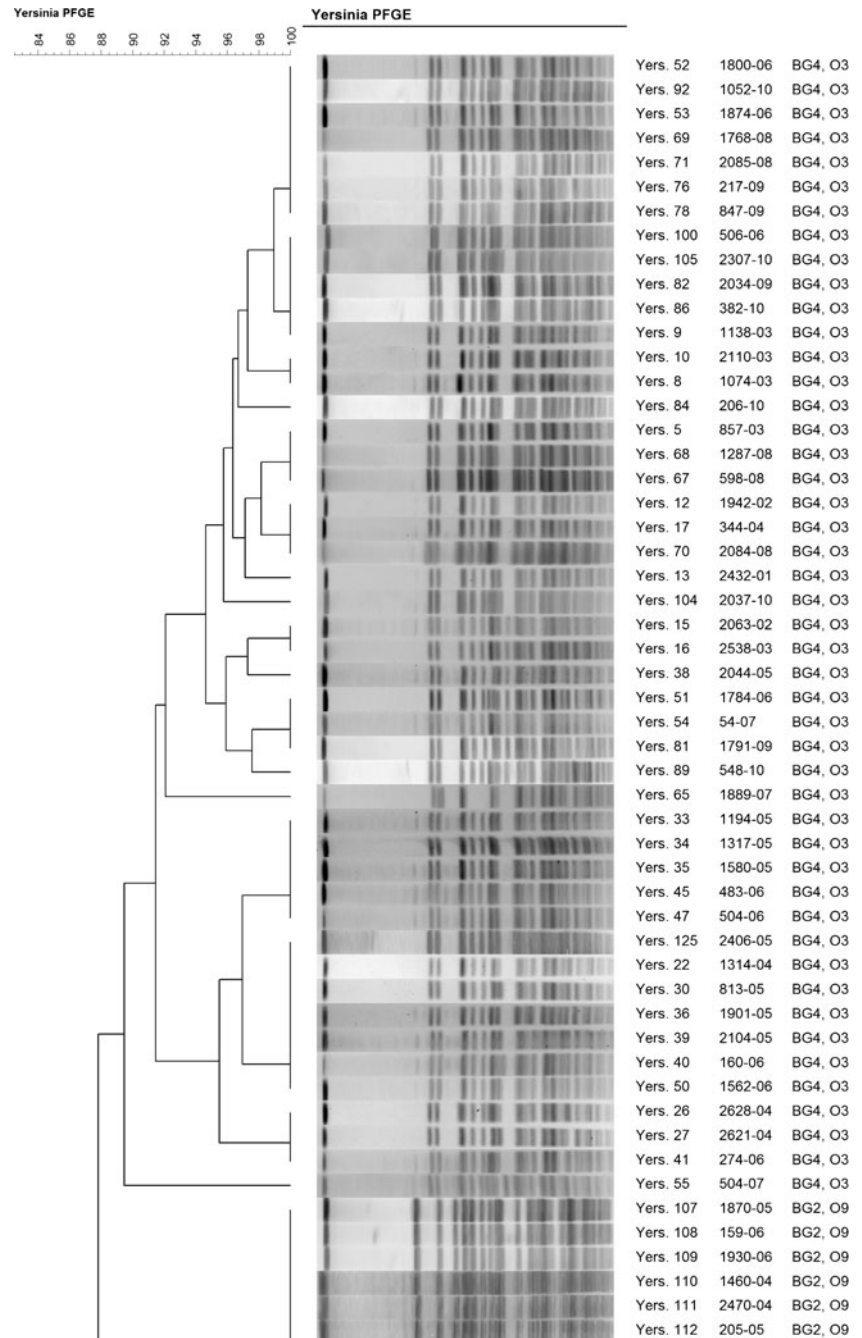 Yersinia PFGE
Yersinia PFGE
84 86 88 90 92 94 96 98 100
Yers. 52 1800-06 BG4, O3
Yers. 92 1052-10 BG4, O3
Yers. 53 1874-06 BG4, O3
Yers. 69 1768-08 BG4, O3
Yers. 71 2085-08 BG4, O3
Yers. 76 217-09 BG4, O3
Yers. 78 847-09 BG4, O3
Yers. 100 506-06 BG4, O3
Yers. 105 2307-10 BG4, O3
Yers. 82 2034-09 BG4, O3
Yers. 86 382-10 BG4, O3
Yers. 9 1138-03 BG4, O3
Yers. 10 2110-03 BG4, O3
Yers. 8 1074-03 BG4, O3
Yers. 84 206-10 BG4, O3
Yers. 5 857-03 BG4, O3
Yers. 68 1287-08 BG4, O3
Yers. 67 598-08 BG4, O3
Yers. 12 1942-02 BG4, O3
Yers. 17 344-04 BG4, O3
Yers. 70 2084-08 BG4, O3
Yers. 13 2432-01 BG4, O3
Yers. 104 2037-10 BG4, O3
Yers. 15 2063-02 BG4, O3
Yers. 16 2538-03 BG4, O3
Yers. 38 2044-05 BG4, O3
Yers. 51 1784-06 BG4, O3
Yers. 54 54-07 BG4, O3
Yers. 81 1791-09 BG4, O3
Yers. 89 548-10 BG4, O3
Yers. 65 1889-07 BG4, O3
Yers. 33 1194-05 BG4, O3
Yers. 34 1317-05 BG4, O3
Yers. 35 1580-05 BG4, O3
Yers. 45 483-06 BG4, O3
Yers. 47 504-06 BG4, O3
Yers. 125 2406-05 BG4, O3
Yers. 22 1314-04 BG4, O3
Yers. 30 813-05 BG4, O3
Yers. 36 1901-05 BG4, O3
Yers. 39 2104-05 BG4, O3
Yers. 40 160-06 BG4, O3
Yers. 50 1562-06 BG4, O3
Yers. 26 2628-04 BG4, O3
Yers. 27 2621-04 BG4, O3
Yers. 41 274-06 BG4, O3
Yers. 55 504-07 BG4, O3
Yers. 107 1870-05 BG2, O9
Yers. 108 159-06 BG2, O9
Yers. 109 1930-06 BG2, O9
Yers. 110 1460-04 BG2, O9
Yers. 111 2470-04 BG2, O9
Yers. 112 205-05 BG2, O9